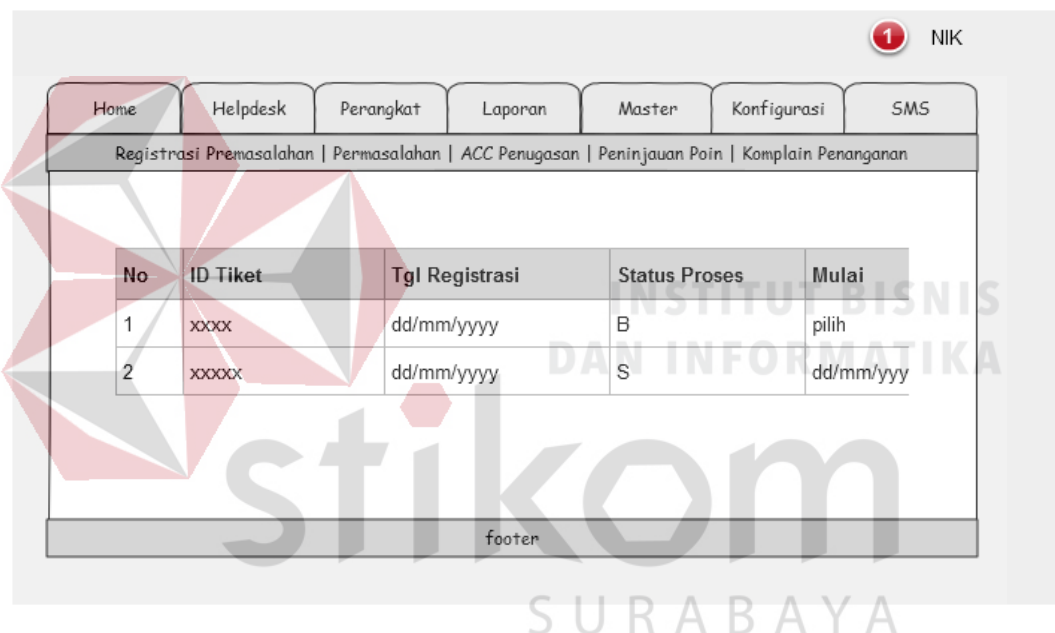 1 NIK
Home Helpdesk Perangkat Laporan Master Konfigurasi SMS
Registrasi Premasalahan | Permasalahan | ACC Penugasan | Peninjauan Poin | Komplain Penanganan
No ID Tiket Tgl Registrasi Status Proses Mulai
1 xxxx dd/mm/yyyy B pilih
2 xxxxx dd/mm/yyyy S dd/mm/yyy
footer
INSTITUT BISNIS
DAN INFORMATIKA
stikom
SURABAYA